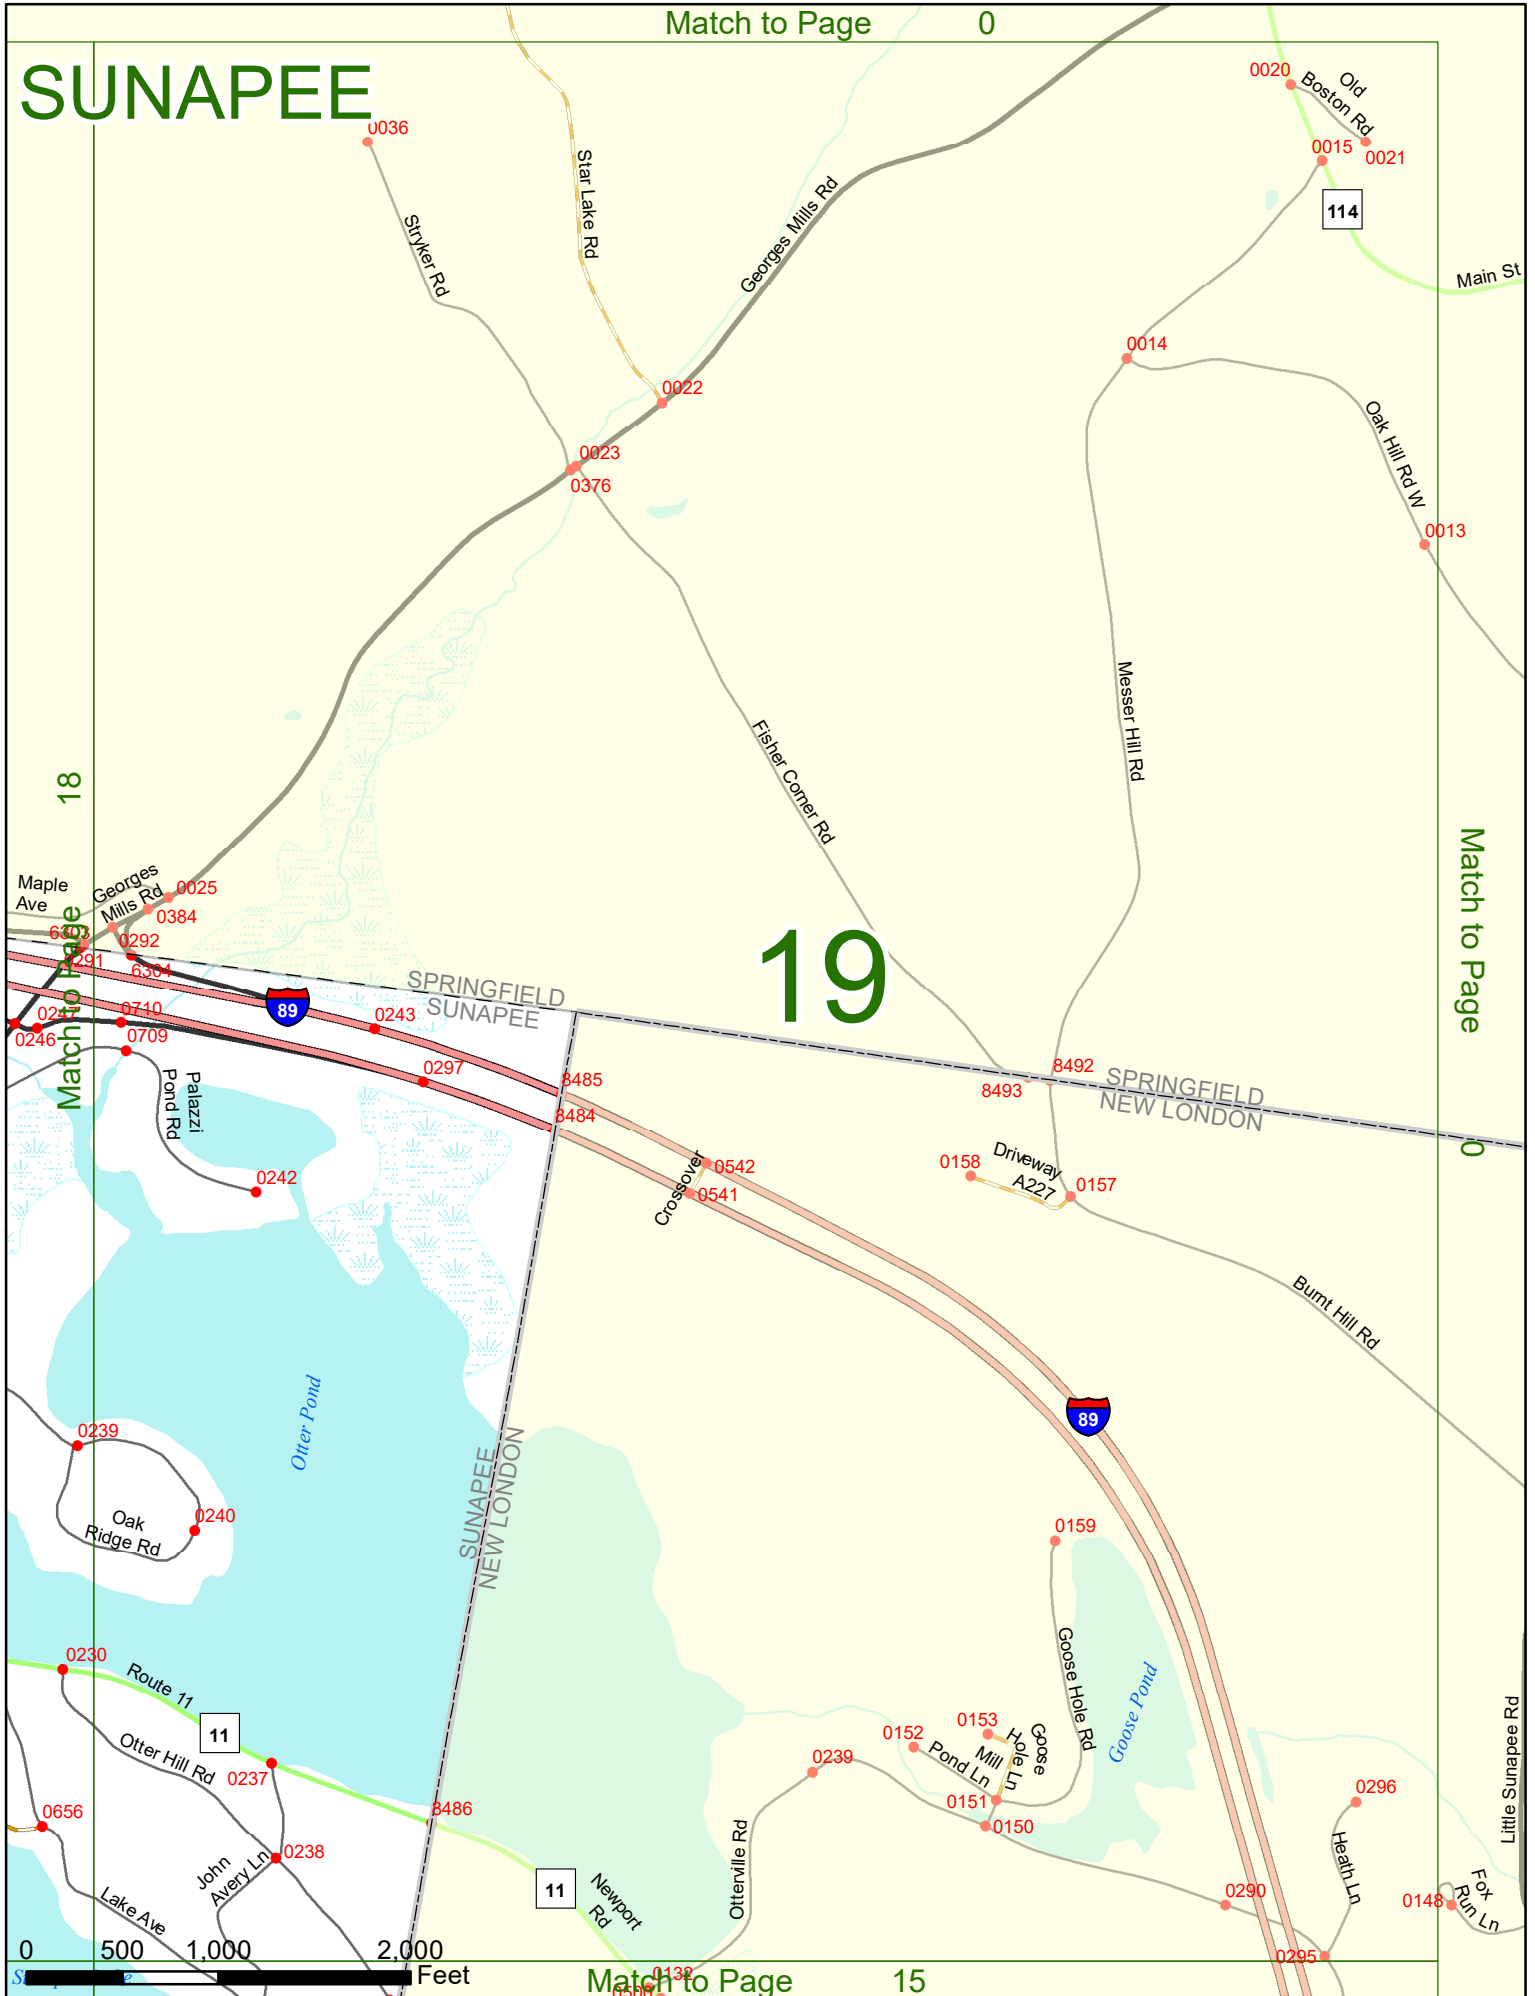 Match to Page 0
SUNAPEE
0020
Old
Boston Rd
0036
0015
0021
114
Star Lake Rd
Georges Mills Rd
Stryker Rd
Main St
0014
0022
Oak Hill Rd W
0023
0376
0013
Messer Hill Rd
Fisher Corner Rd
Match to Page 18
Match to Page 0
Maple
Ave
Georges
Mills Rd
0025
0384
6303
0292
0291
6304
19
SPRINGFIELD
SUNAPEE
89
0247
0246
0710
0709
0243
0297
Palazzi
Pond Rd
8485
8484
8492
8493
SPRINGFIELD
NEW LONDON
0242
Crossover
0542
0541
0158
Driveway
A227
0157
Burnt Hill Rd
Otter Pond
89
0239
SUNAPEE
NEW LONDON
Oak
Ridge Rd
0240
0159
Goose Hole Rd
Goose Pond
0230
Route 11
11
Otter Hill Rd
0237
0152
0153
Goose
Hole Ln
Mill
Pond Ln
0239
0151
0150
0296
Little Sunapee Rd
0656
8486
0238
John
Avery Ln
Otterville Rd
Heath Ln
11
Newport
Rd
Lake Ave
0290
0148
Fox
Run Ln
0295
0 500 1,000 2,000
Feet
0132
0500
Match to Page 15